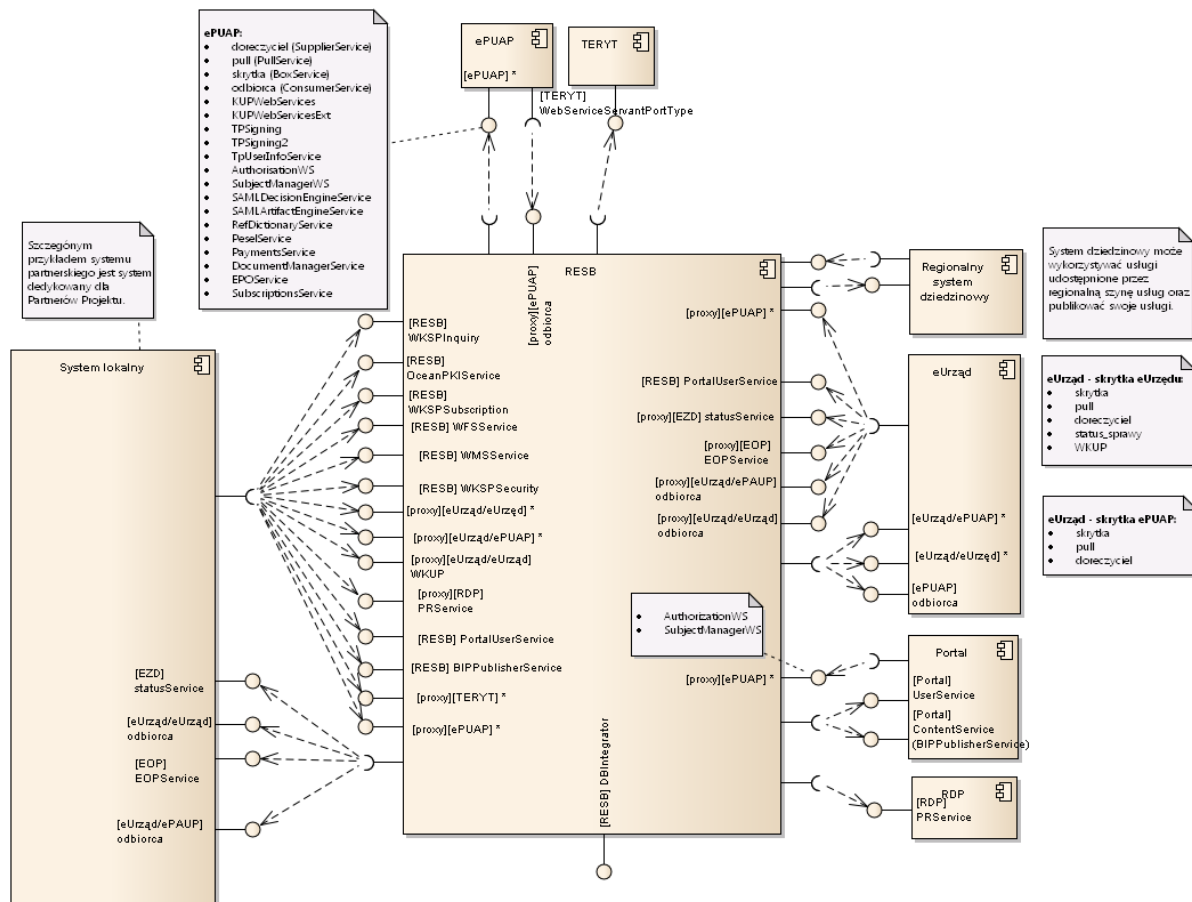 ePUAP:
doreczyciel (SupplierService)
pull (PullService)
skrytka (BoxService)
odbiorca (ConsumerService)
KUPWebServices
KUPWebServicesExt
TPSigning
TPSigning2
TpUserInfoService
AuthorisationWS
SubjectManagerWS
SAMLDecisionEngineService
SAMLArtifactEngineService
RefDictionaryService
PeselService
PaymentsService
DocumentManagerService
EPOService
SubscriptionsService
ePUAP
[ePUAP] *
TERYT
[TERYT]
WebServiceServantPortType
Szczegónym
przykładem systemu
partnerskiego jest system
dedykowany dla
Partnerów Projektu.
System lokalny
[EZD]
statusService
[eUrząd/eUrząd]
odbiorca
[EOP]
EOPService
[eUrząd/ePAUP]
odbiorca
RESB
[proxy][ePUAP]
odbiorca
[RESB]
WKSPInquiry
[RESB]
OceanPKIService
[RESB]
WKSPSubscription
[RESB] WFSService
[RESB] WMSService
[RESB] WKSPSecurity
[proxy][eUrząd/eUrzęd] *
[proxy][eUrząd/ePUAP] *
[proxy][eUrząd/eUrząd]
WKUP
[proxy][RDP]
PRService
[RESB] PortalUserService
[RESB] BIPPublisherService
[proxy][TERYT] *
[proxy][ePUAP] *
[proxy][ePUAP] *
[RESB] PortalUserService
[proxy][EZD] statusService
[proxy][EOP]
EOPService
[proxy][eUrząd/ePAUP]
odbiorca
[proxy][eUrząd/eUrząd]
odbiorca
AuthorizationWS
SubjectManagerWS
[proxy][ePUAP] *
[RESB] DBIntegrator
Regionalny
system
dziedzinowy
System dziedzinowy może
wykorzystywać usługi
udostępnione przez
regionalną szynę usług oraz
publikować swoje usługi.
eUrząd
[eUrząd/ePUAP] *
[eUrząd/eUrzęd] *
[ePUAP]
odbiorca
eUrząd - skrytka eUrzędu:
skrytka
pull
doreczyciel
status_sprawy
WKUP
eUrząd - skrytka ePUAP:
skrytka
pull
doreczyciel
Portal
[Portal]
UserService
[Portal]
ContentService
(BIPPublisherService)
RDP
[RDP]
PRService